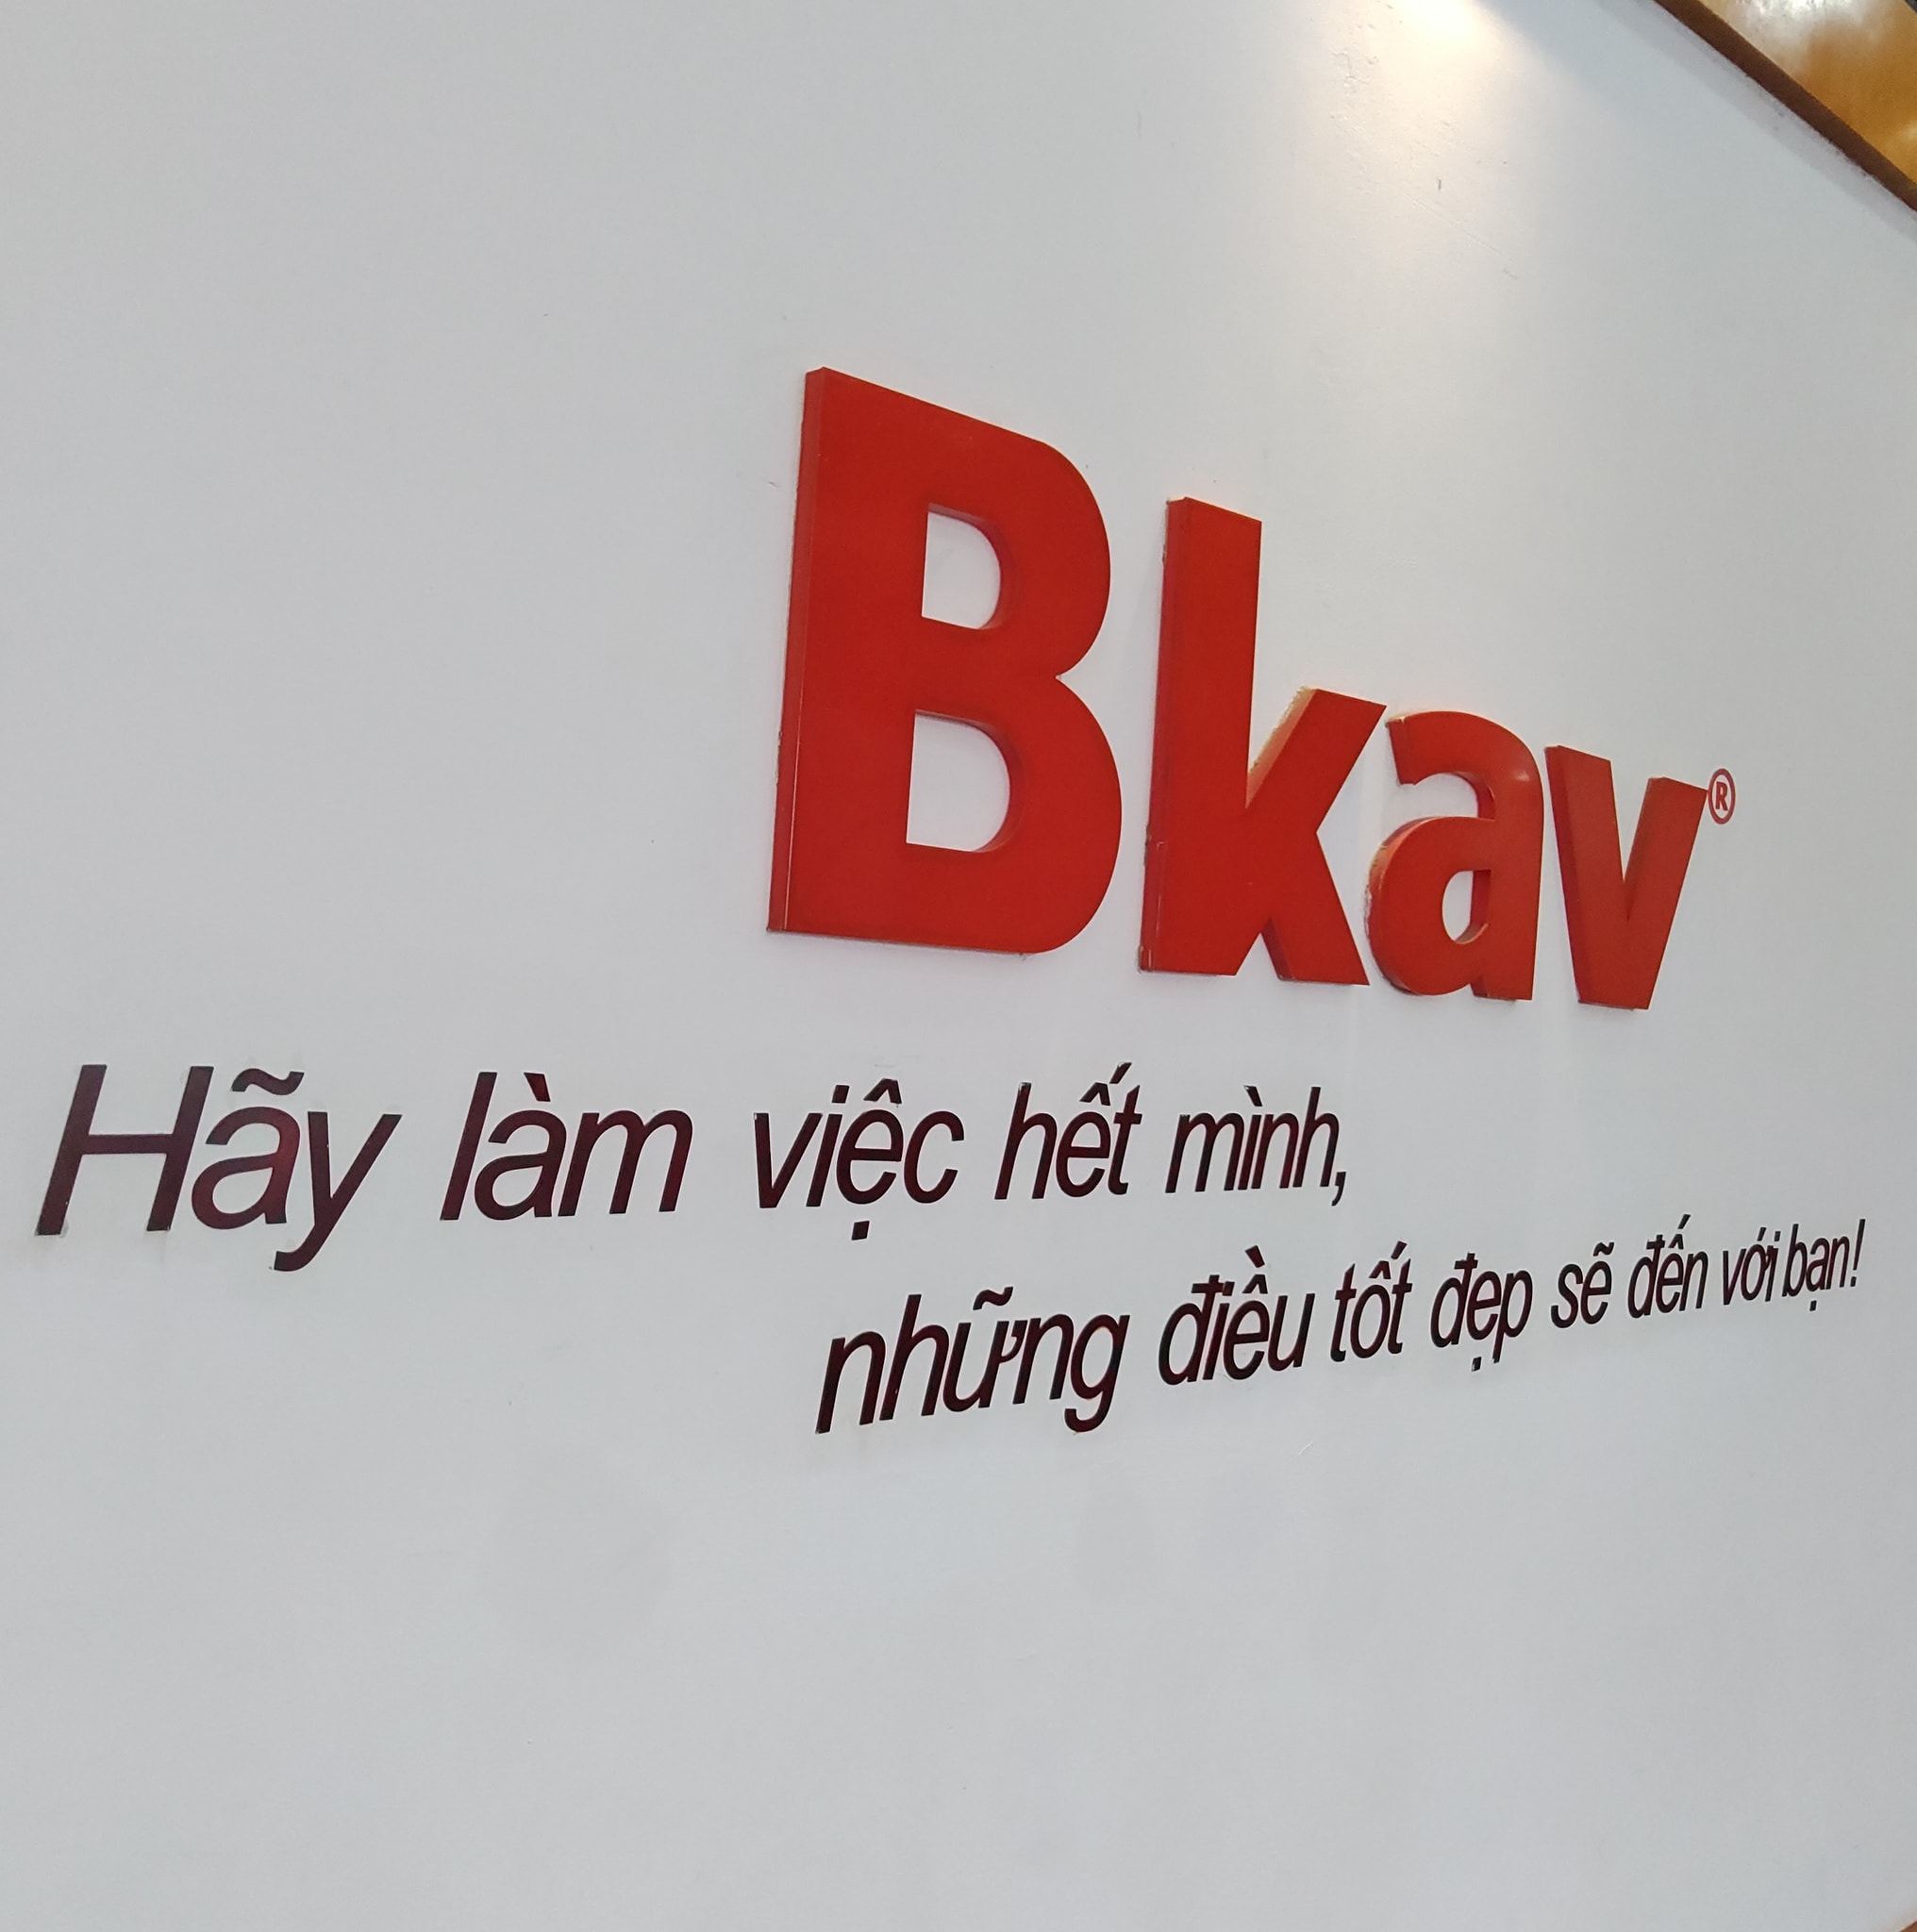 Bkav®
Hãy làm việc hết mình,
những điều tốt đẹp sẽ đến với bạn!